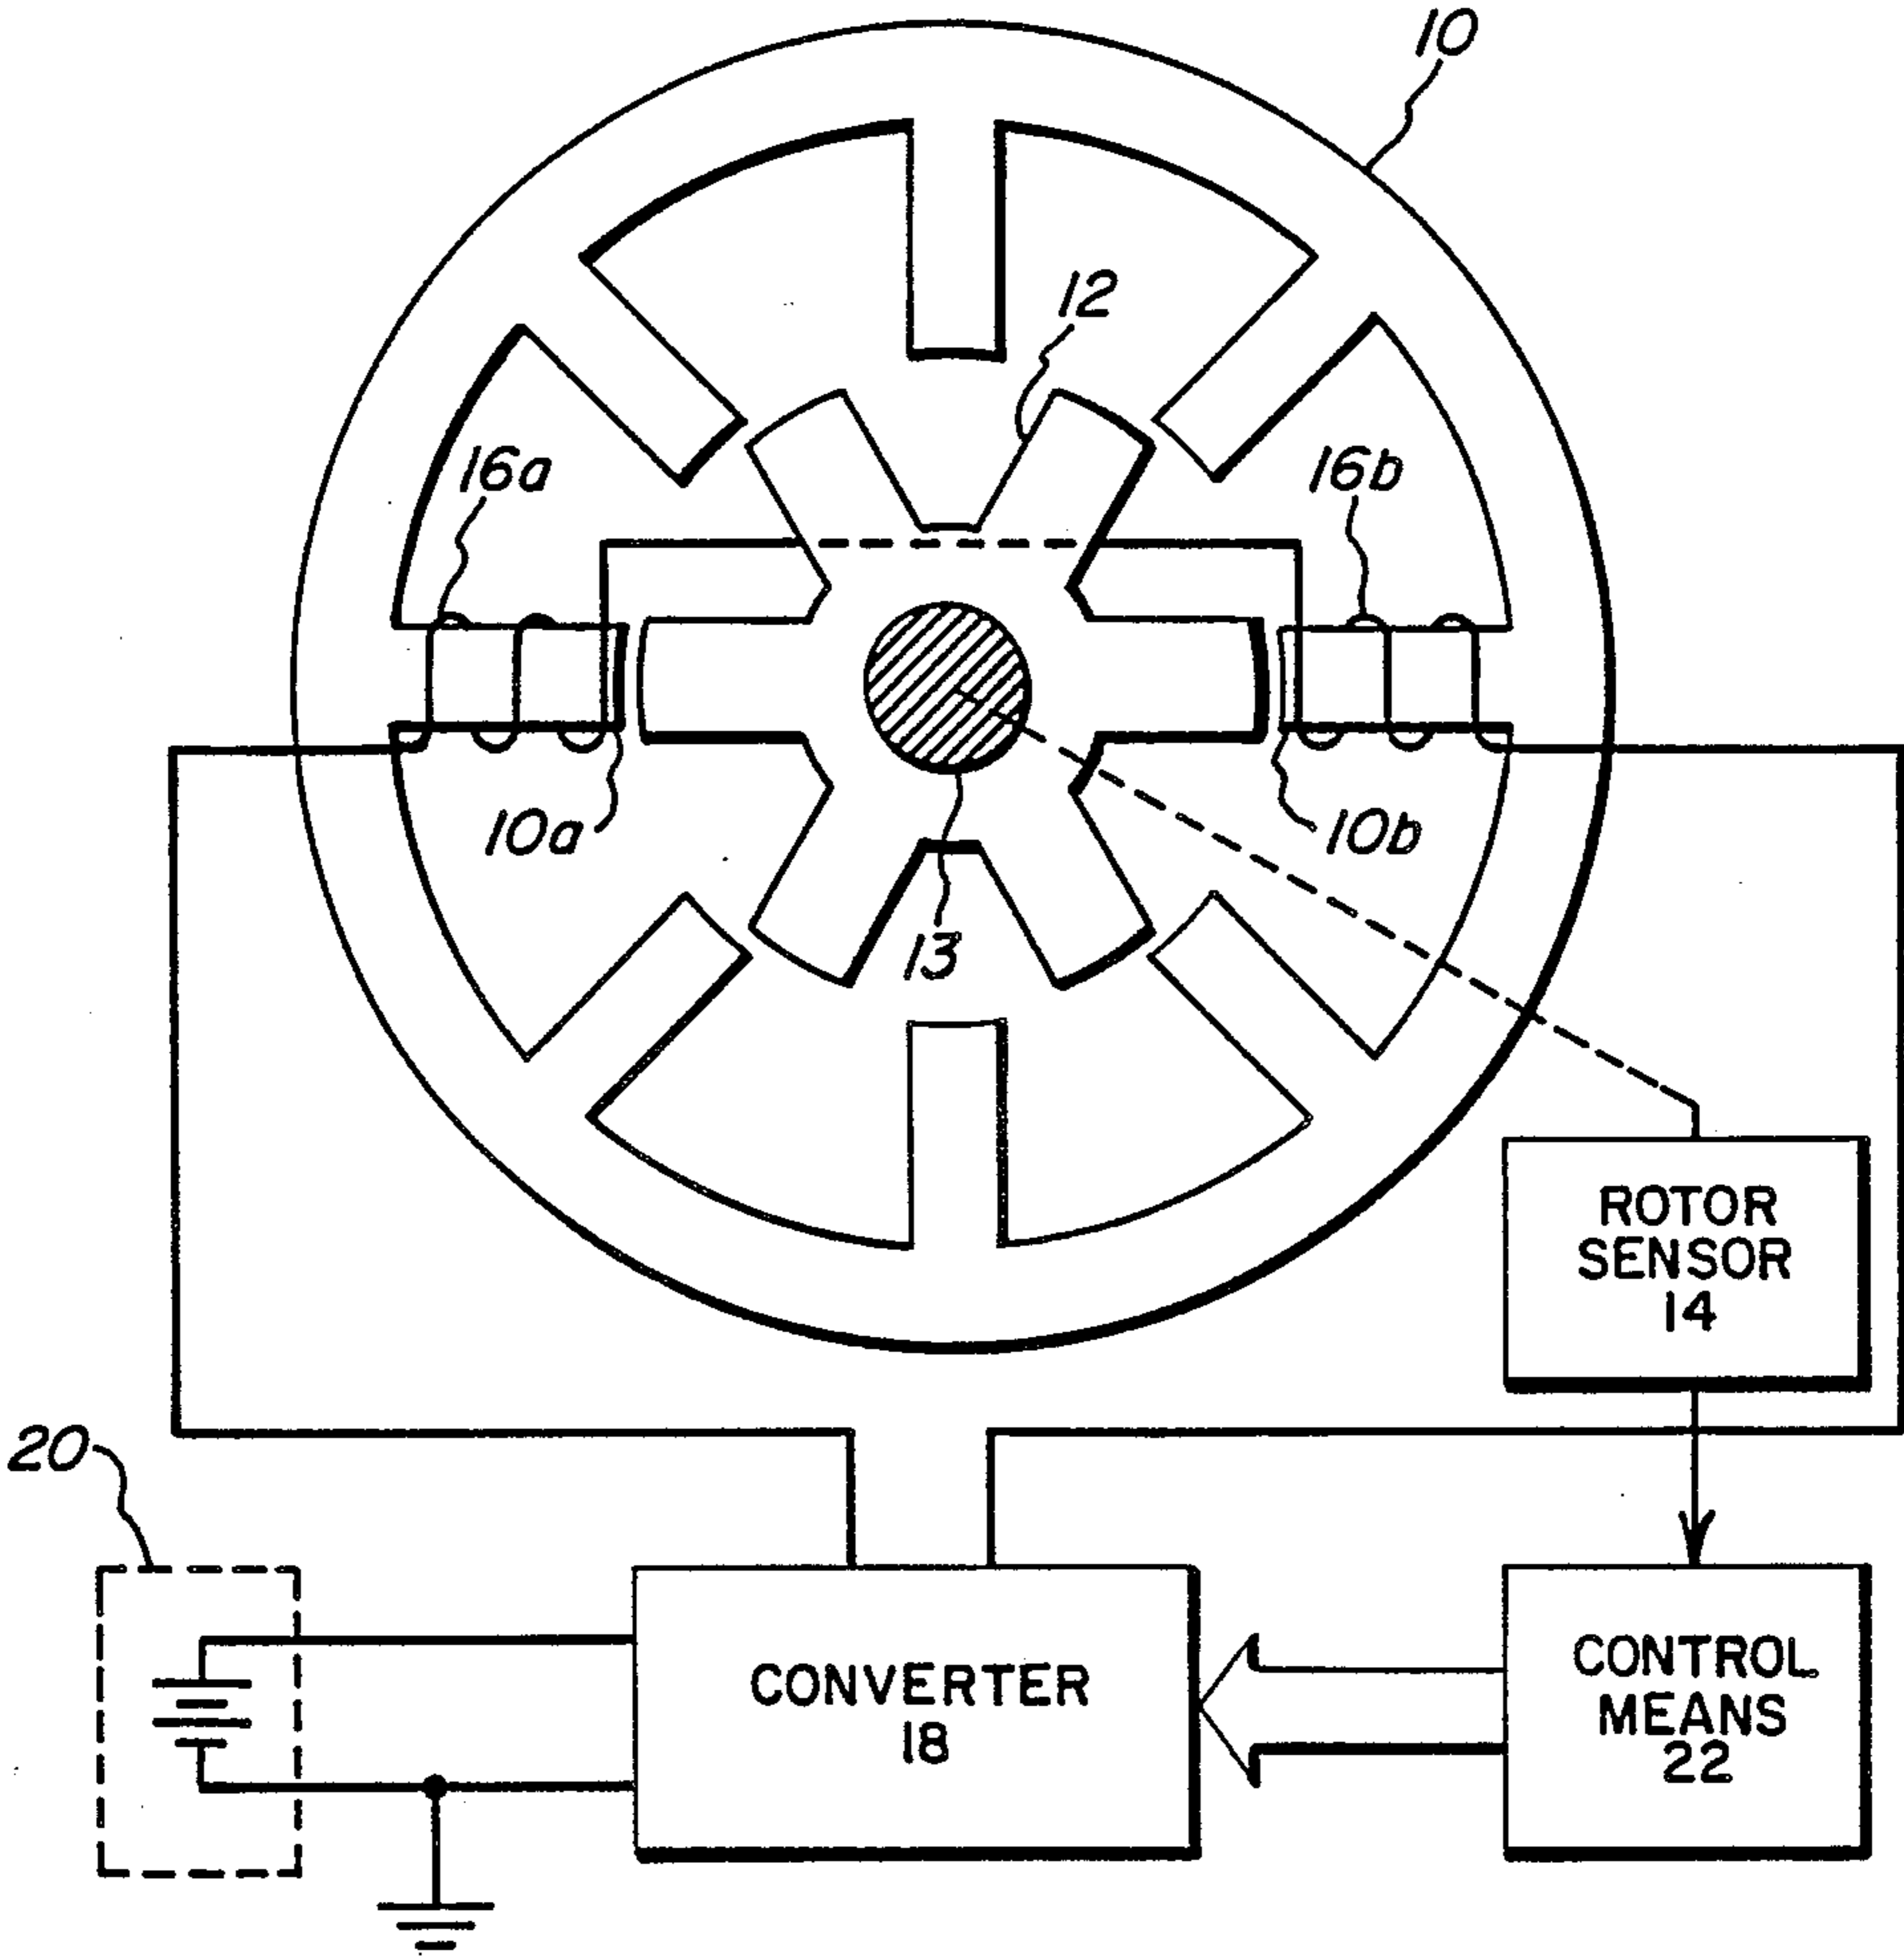 10
12
16a
16b
10a
10b
13
ROTOR
SENSOR
14
20
CONVERTER
18
CONTROL
MEANS
22